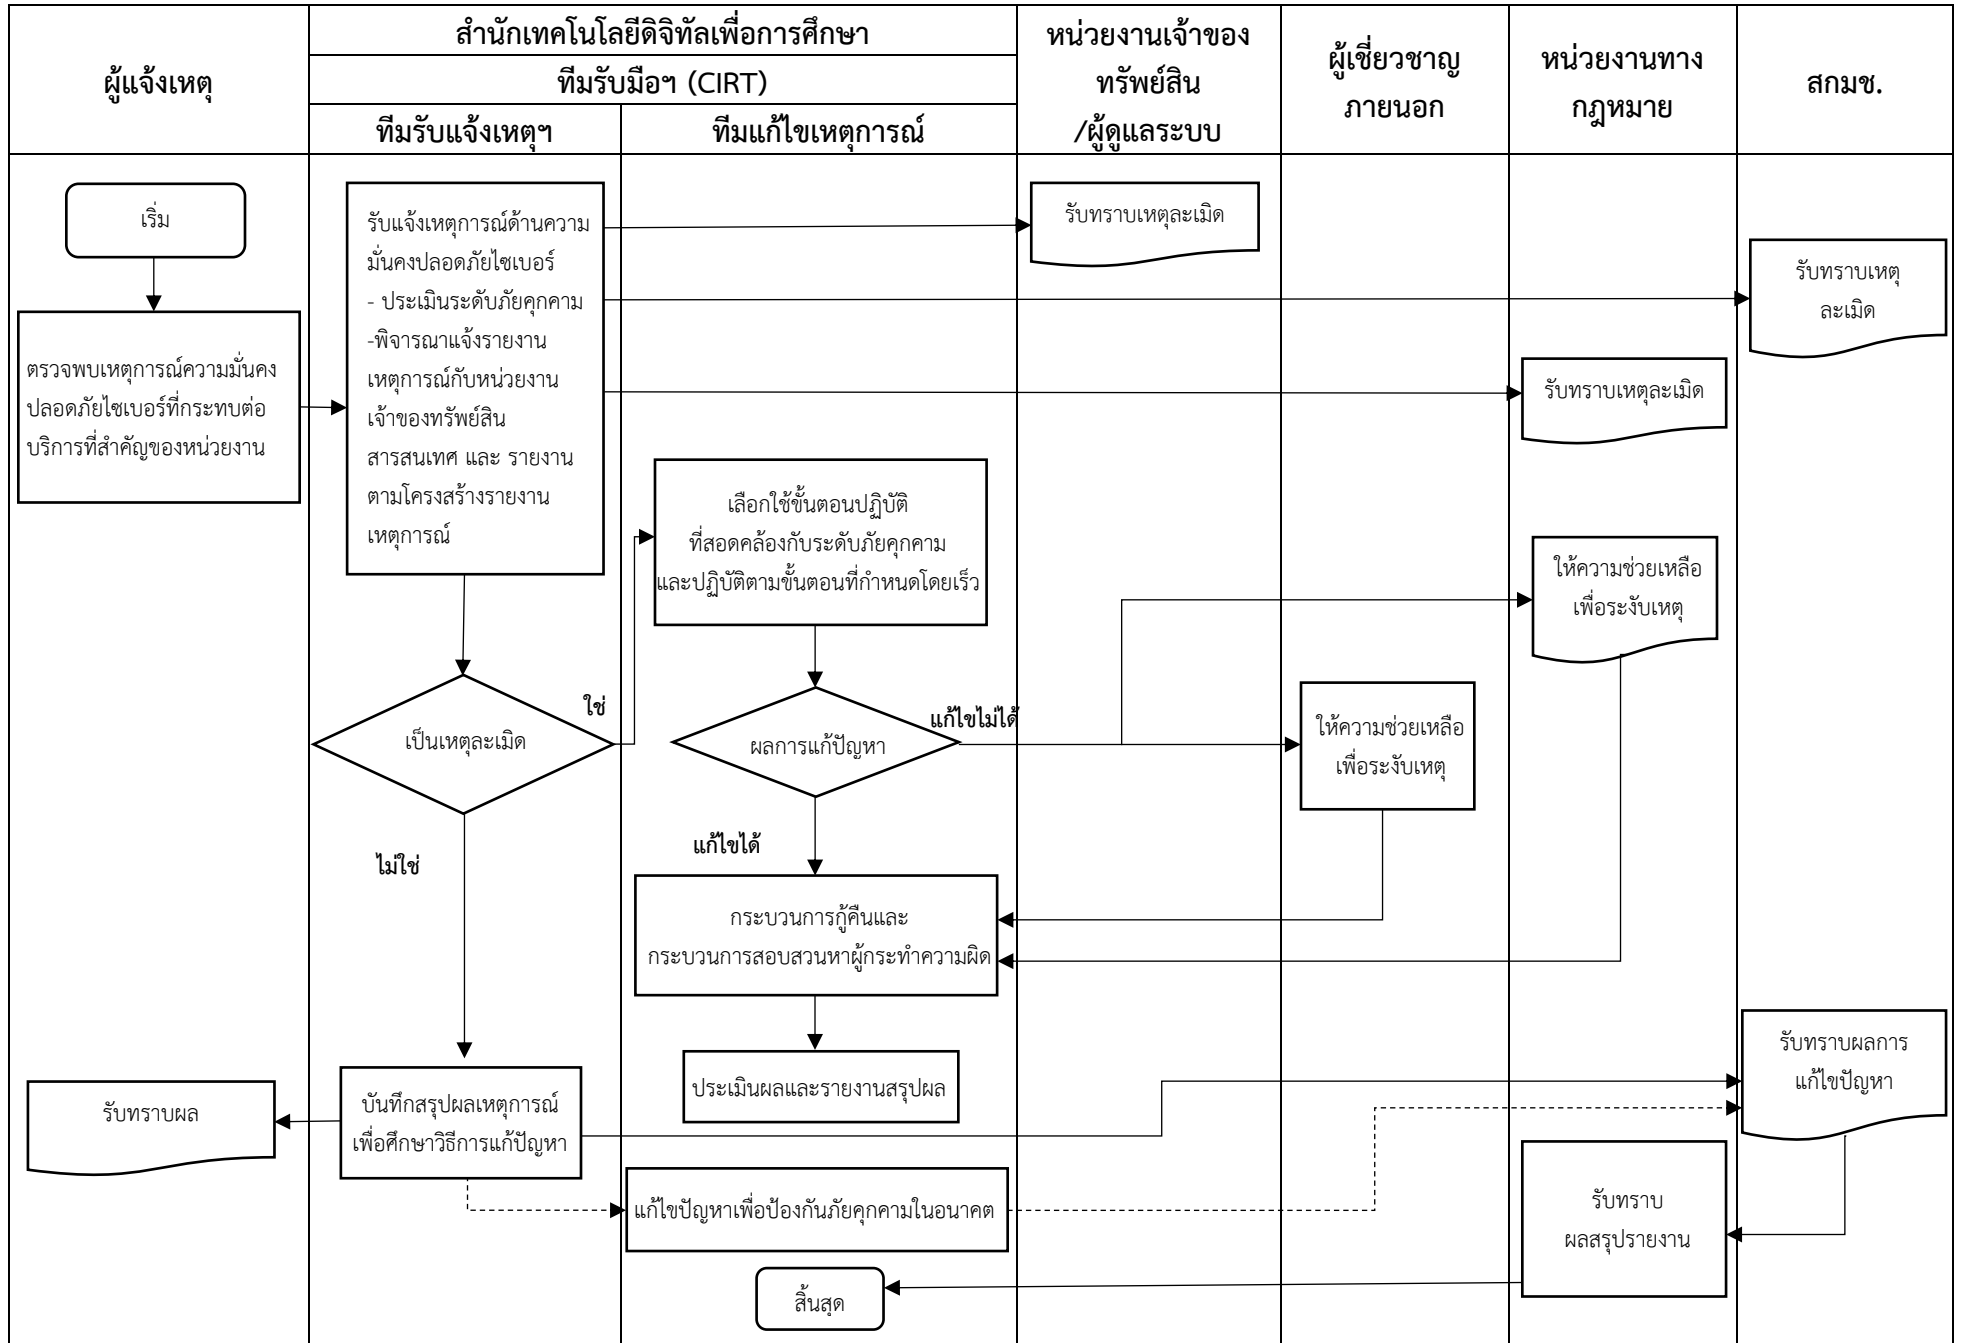 ผู้แจ้งเหตุ
สำนักเทคโนโลยีดิจิทัลเพื่อการศึกษา
ทีมรับมือฯ (CIRT)
ทีมรับแจ้งเหตุฯ
ทีมแก้ไขเหตุการณ์
หน่วยงานเจ้าของ
ทรัพย์สิน
/ผู้ดูแลระบบ
ผู้เชี่ยวชาญ
ภายนอก
หน่วยงานทาง
กฎหมาย
สกมช.
เริ่ม
ตรวจพบเหตุการณ์ความมั่นคง
ปลอดภัยไซเบอร์ที่กระทบต่อ
บริการที่สำคัญของหน่วยงาน
รับแจ้งเหตุการณ์ด้านความ
มั่นคงปลอดภัยไซเบอร์
- ประเมินระดับภัยคุกคาม
-พิจารณาแจ้งรายงาน
เหตุการณ์กับหน่วยงาน
เจ้าของทรัพย์สิน
สารสนเทศ และ รายงาน
ตามโครงสร้างรายงาน
เหตุการณ์
รับทราบเหตุละเมิด
รับทราบเหตุ
ละเมิด
รับทราบเหตุละเมิด
เลือกใช้ขั้นตอนปฏิบัติ
ที่สอดคล้องกับระดับภัยคุกคาม
และปฏิบัติตามขั้นตอนที่กำหนดโดยเร็ว
ให้ความช่วยเหลือ
เพื่อระงับเหตุ
เป็นเหตุละเมิด
ใช่
ไม่ใช่
ผลการแก้ปัญหา
แก้ไขไม่ได้
แก้ไขได้
ให้ความช่วยเหลือ
เพื่อระงับเหตุ
กระบวนการกู้คืนและ
กระบวนการสอบสวนหาผู้กระทำความผิด
ประเมินผลและรายงานสรุปผล
รับทราบผล
บันทึกสรุปผลเหตุการณ์
เพื่อศึกษาวิธีการแก้ปัญหา
รับทราบผลการ
แก้ไขปัญหา
แก้ไขปัญหาเพื่อป้องกันภัยคุกคามในอนาคต
รับทราบ
ผลสรุปรายงาน
สิ้นสุด